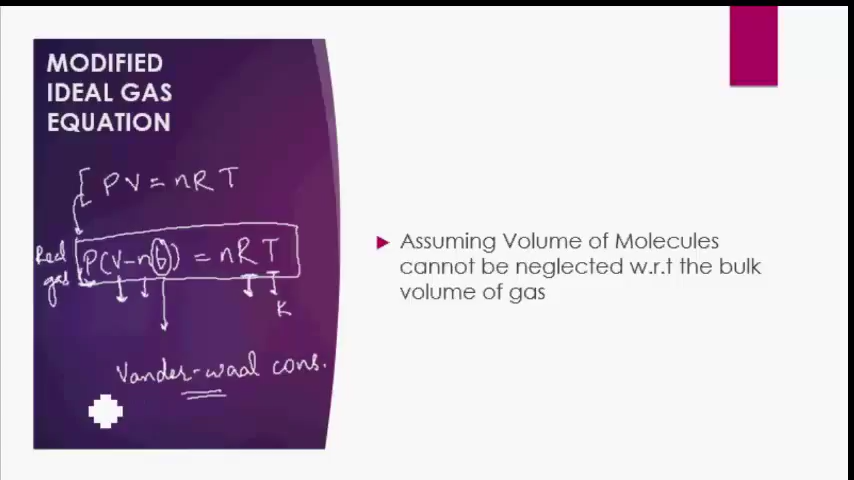 MODIFIED
IDEAL GAS
EQUATION
PV = nRT
Real gas
P(V-nb) = nRT
K
Vander-waal cons.
Assuming Volume of Molecules
cannot be neglected w.r.t the bulk
volume of gas